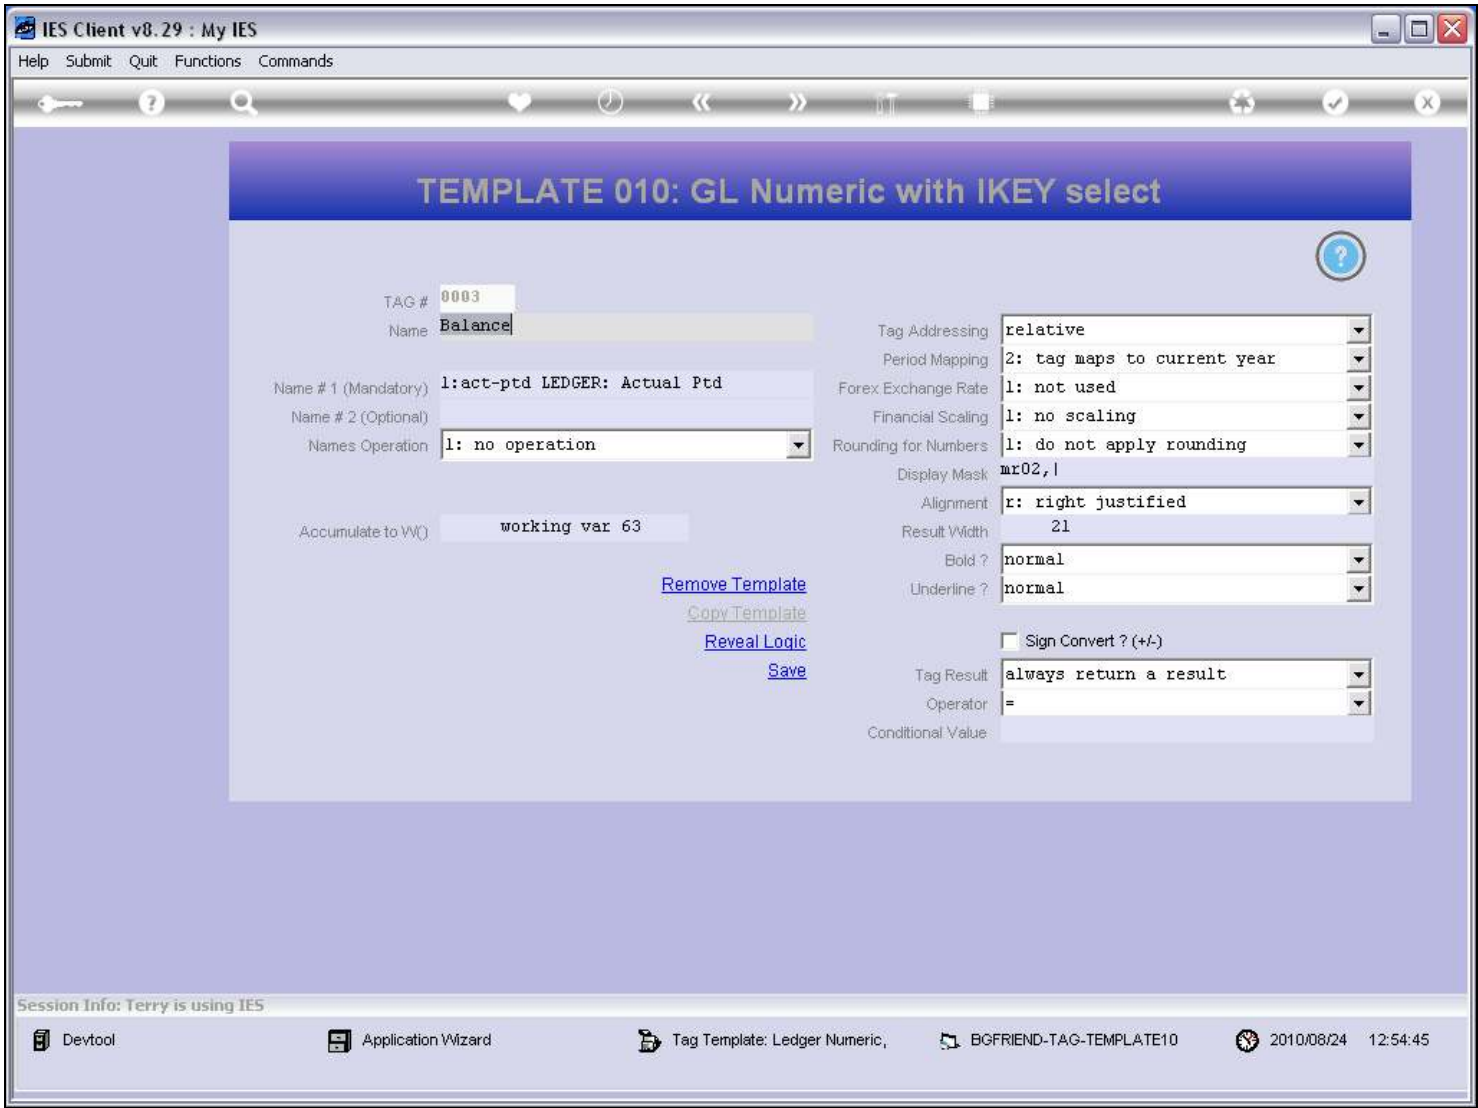 IES Client v8.29 : My IES
Help Submit Quit Functions Commands
TEMPLATE 010: GL Numeric with IKEY select
TAG # 0003
Name Balance
Name # 1 (Mandatory) l:act-ptd LEDGER: Actual Ptd
Name # 2 (Optional)
Names Operation 1: no operation
Accumulate to W() working var 63
Remove Template
Copy Template
Reveal Logic
Save
Tag Addressing relative
Period Mapping 2: tag maps to current year
Forex Exchange Rate 1: not used
Financial Scaling 1: no scaling
Rounding for Numbers 1: do not apply rounding
Display Mask mr02,|
Alignment r: right justified
Result Width 21
Bold ? normal
Underline ? normal
Sign Convert ? (+/-)
Tag Result always return a result
Operator =
Conditional Value
Session Info: Terry is using IES
Devtool Application Wizard Tag Template: Ledger Numeric, BGFRIEND-TAG-TEMPLATE10 2010/08/24 12:54:45